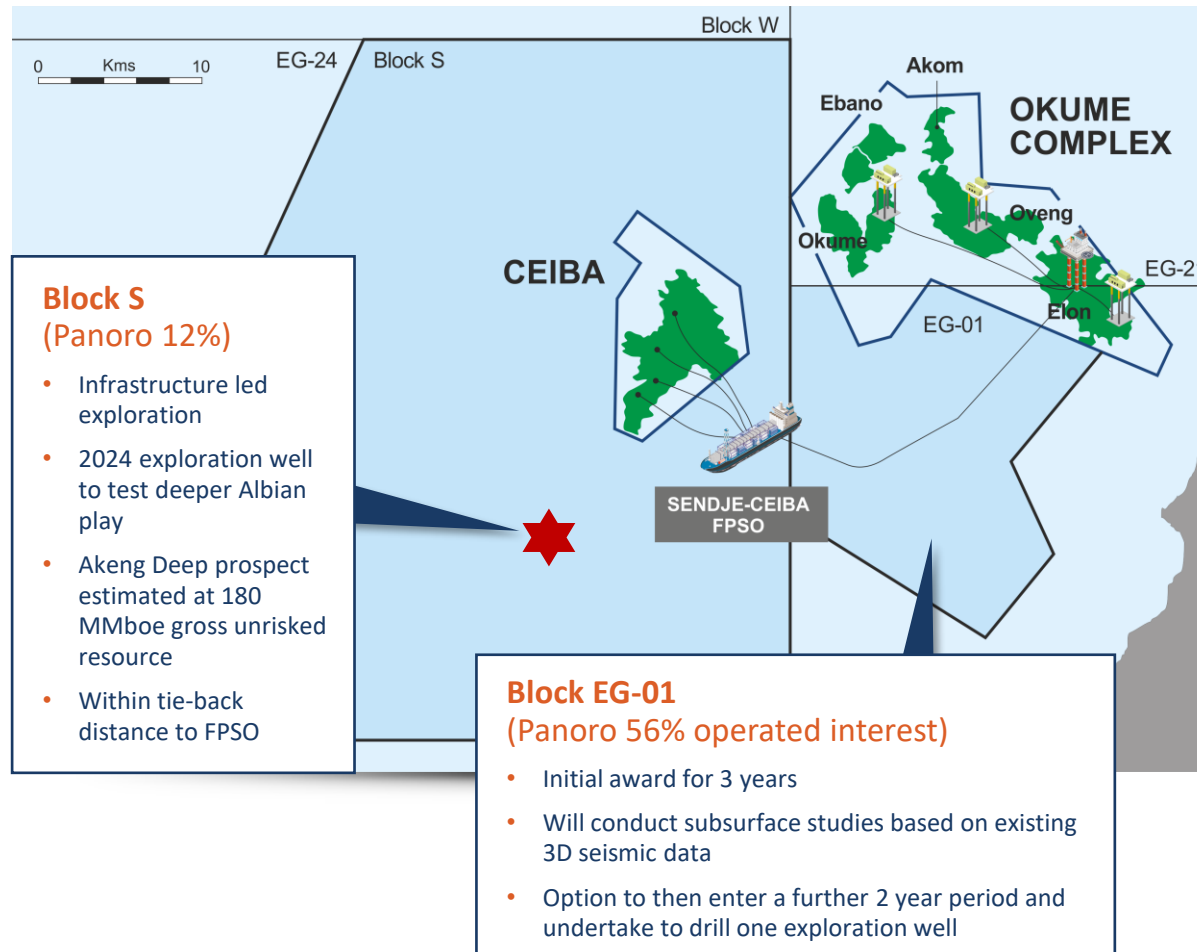 Block W
0 Kms 10
EG-24
Block S
Akom
Ebano
OKUME
COMPLEX
Oveng
Okume
CEIBA
EG-2
Elon
EG-01
SENDJE-CEIBA
FPSO
Block S
(Panoro 12%)
• Infrastructure led
exploration
• 2024 exploration well
to test deeper Albian
play
• Akeng Deep prospect
estimated at 180
MMboe gross unrisked
resource
• Within tie-back
distance to FPSO
Block EG-01
(Panoro 56% operated interest)
• Initial award for 3 years
• Will conduct subsurface studies based on existing
3D seismic data
• Option to then enter a further 2 year period and
undertake to drill one exploration well